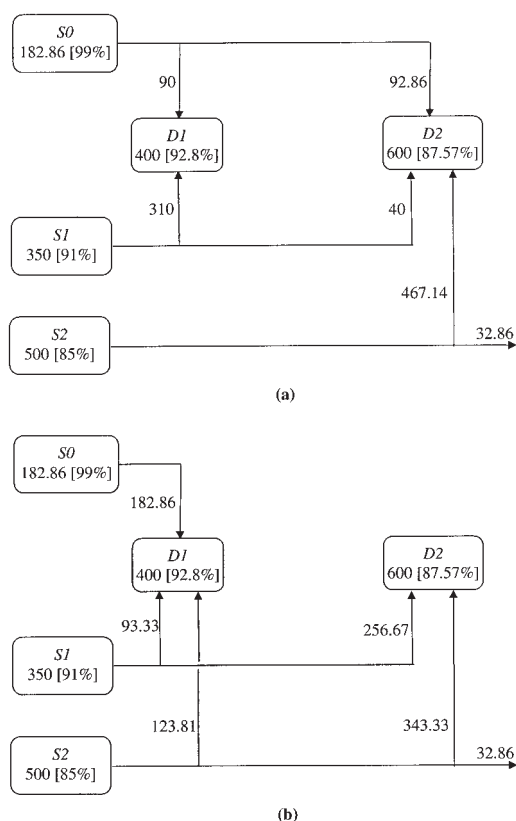 S0
182.86 [99%]
90
92.86
D1
400 [92.8%]
D2
600 [87.57%]
310
40
S1
350 [91%]
467.14
S2
500 [85%]
32.86
(a)
S0
182.86 [99%]
182.86
D1
400 [92.8%]
D2
600 [87.57%]
93.33
256.67
S1
350 [91%]
123.81
343.33
S2
500 [85%]
32.86
(b)